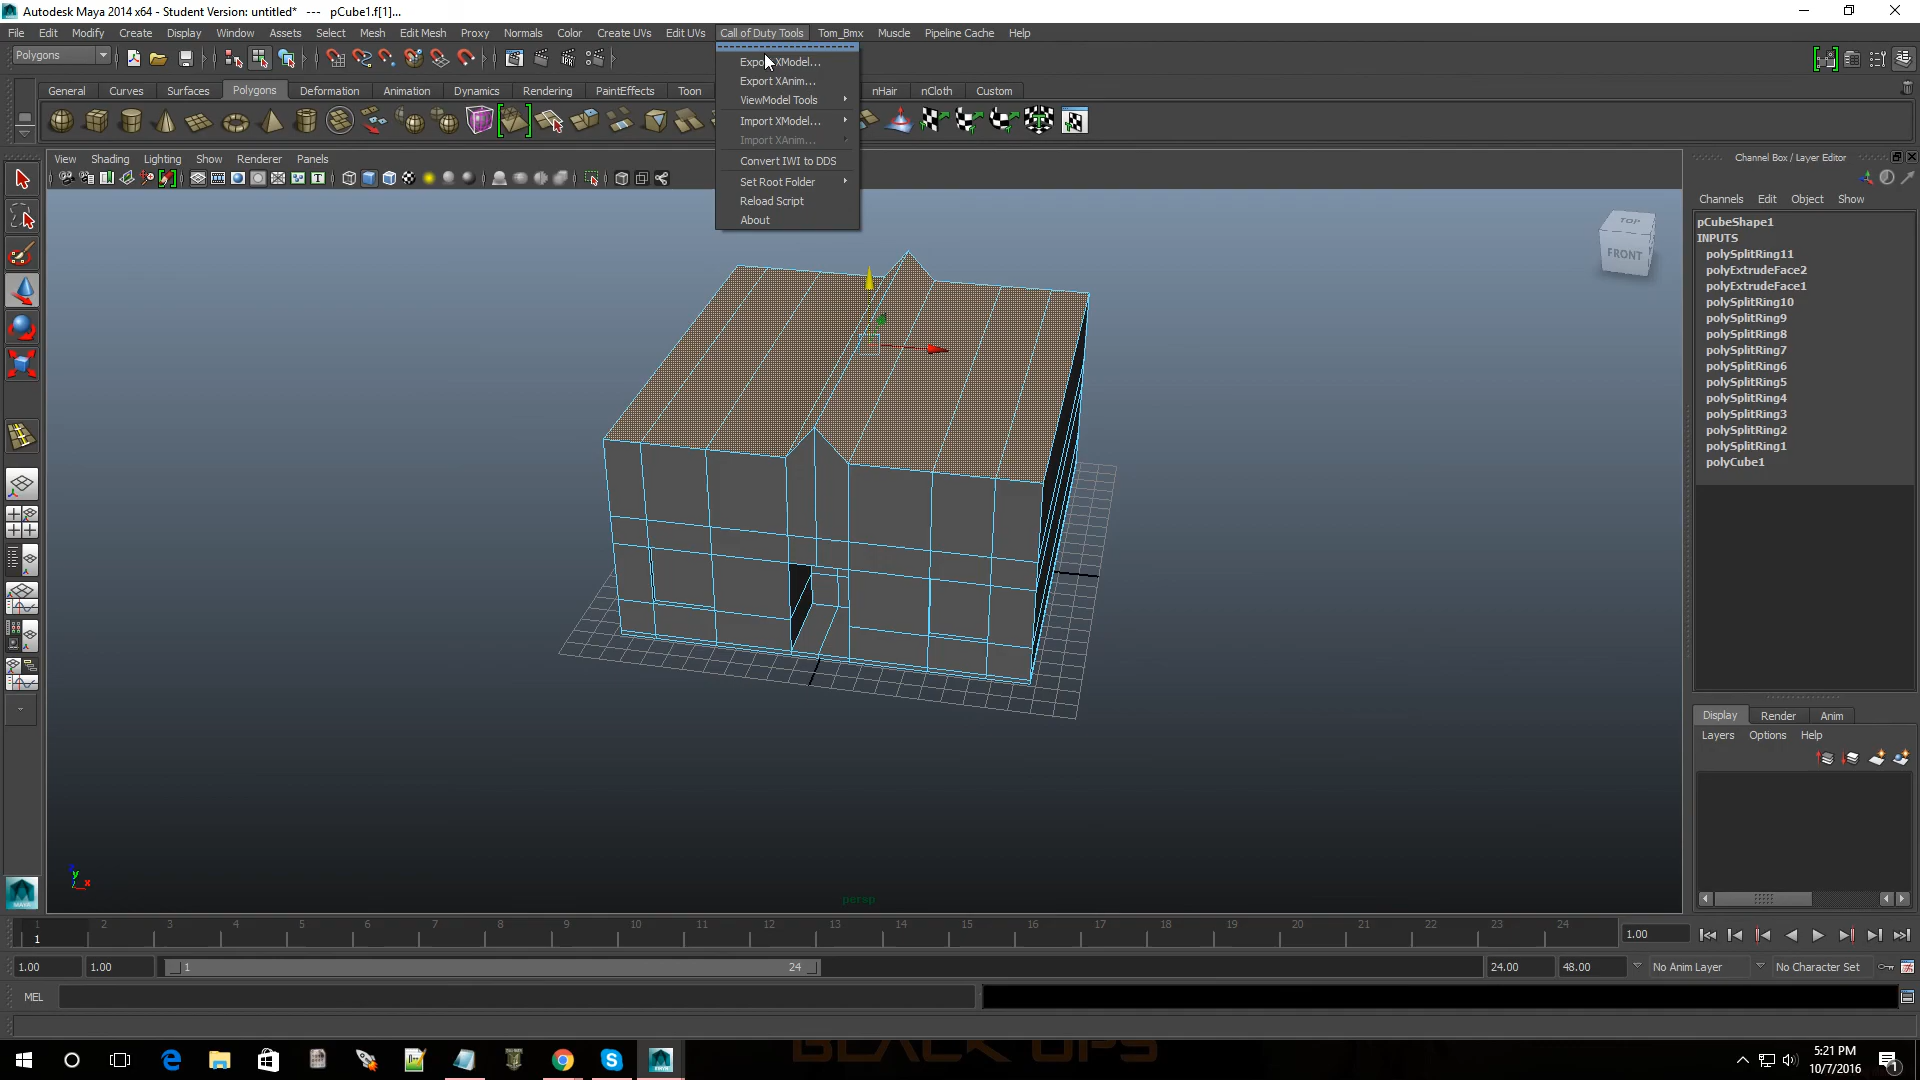 Autodesk Maya 2014 x64 - Student Version: untitled*   ---   pCube1.f[1]...
File Edit Modify Create Display Window Assets Select Mesh Edit Mesh Proxy Normals Color Create UVs Edit UVs Call of Duty Tools Tom_Bmx Muscle Pipeline Cache Help
Polygons
Export XModel...
Export XAnim...
ViewModel Tools
Import XModel...
Import XAnim...
Convert IWI to DDS
Set Root Folder
Reload Script
About
General Curves Surfaces Polygons Deformation Animation Dynamics Rendering PaintEffects Toon nHair nCloth Custom
View Shading Lighting Show Renderer Panels
TOP
FRONT
persp
y
x
Channel Box / Layer Editor
Channels Edit Object Show
pCubeShape1
INPUTS
polySplitRing11
polyExtrudeFace2
polyExtrudeFace1
polySplitRing10
polySplitRing9
polySplitRing8
polySplitRing7
polySplitRing6
polySplitRing5
polySplitRing4
polySplitRing3
polySplitRing2
polySplitRing1
polyCube1
Display Render Anim
Layers Options Help
1 2 3 4 5 6 7 8 9 10 11 12 13 14 15 16 17 18 19 20 21 22 23 24
1
1.00
1.00 1.00 1 24 24.00 48.00 No Anim Layer No Character Set
MEL
BLACK OPS
5:21 PM
10/7/2016
1